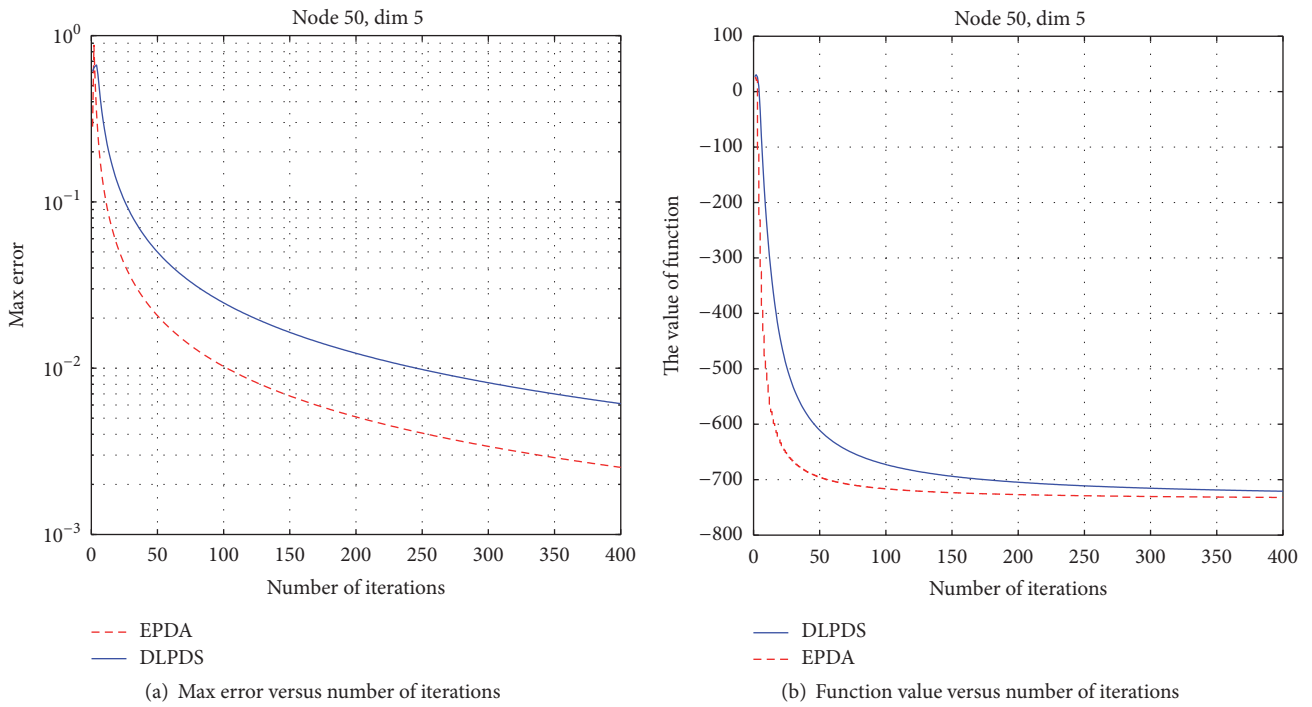 Node 50, dim 5
10^0
10^-1
10^-2
10^-3
Max error
0 50 100 150 200 250 300 350 400
Number of iterations
EPDA
DLPDS
(a) Max error versus number of iterations
Node 50, dim 5
100
0
−100
−200
−300
−400
−500
−600
−700
−800
The value of function
0 50 100 150 200 250 300 350 400
Number of iterations
DLPDS
EPDA
(b) Function value versus number of iterations